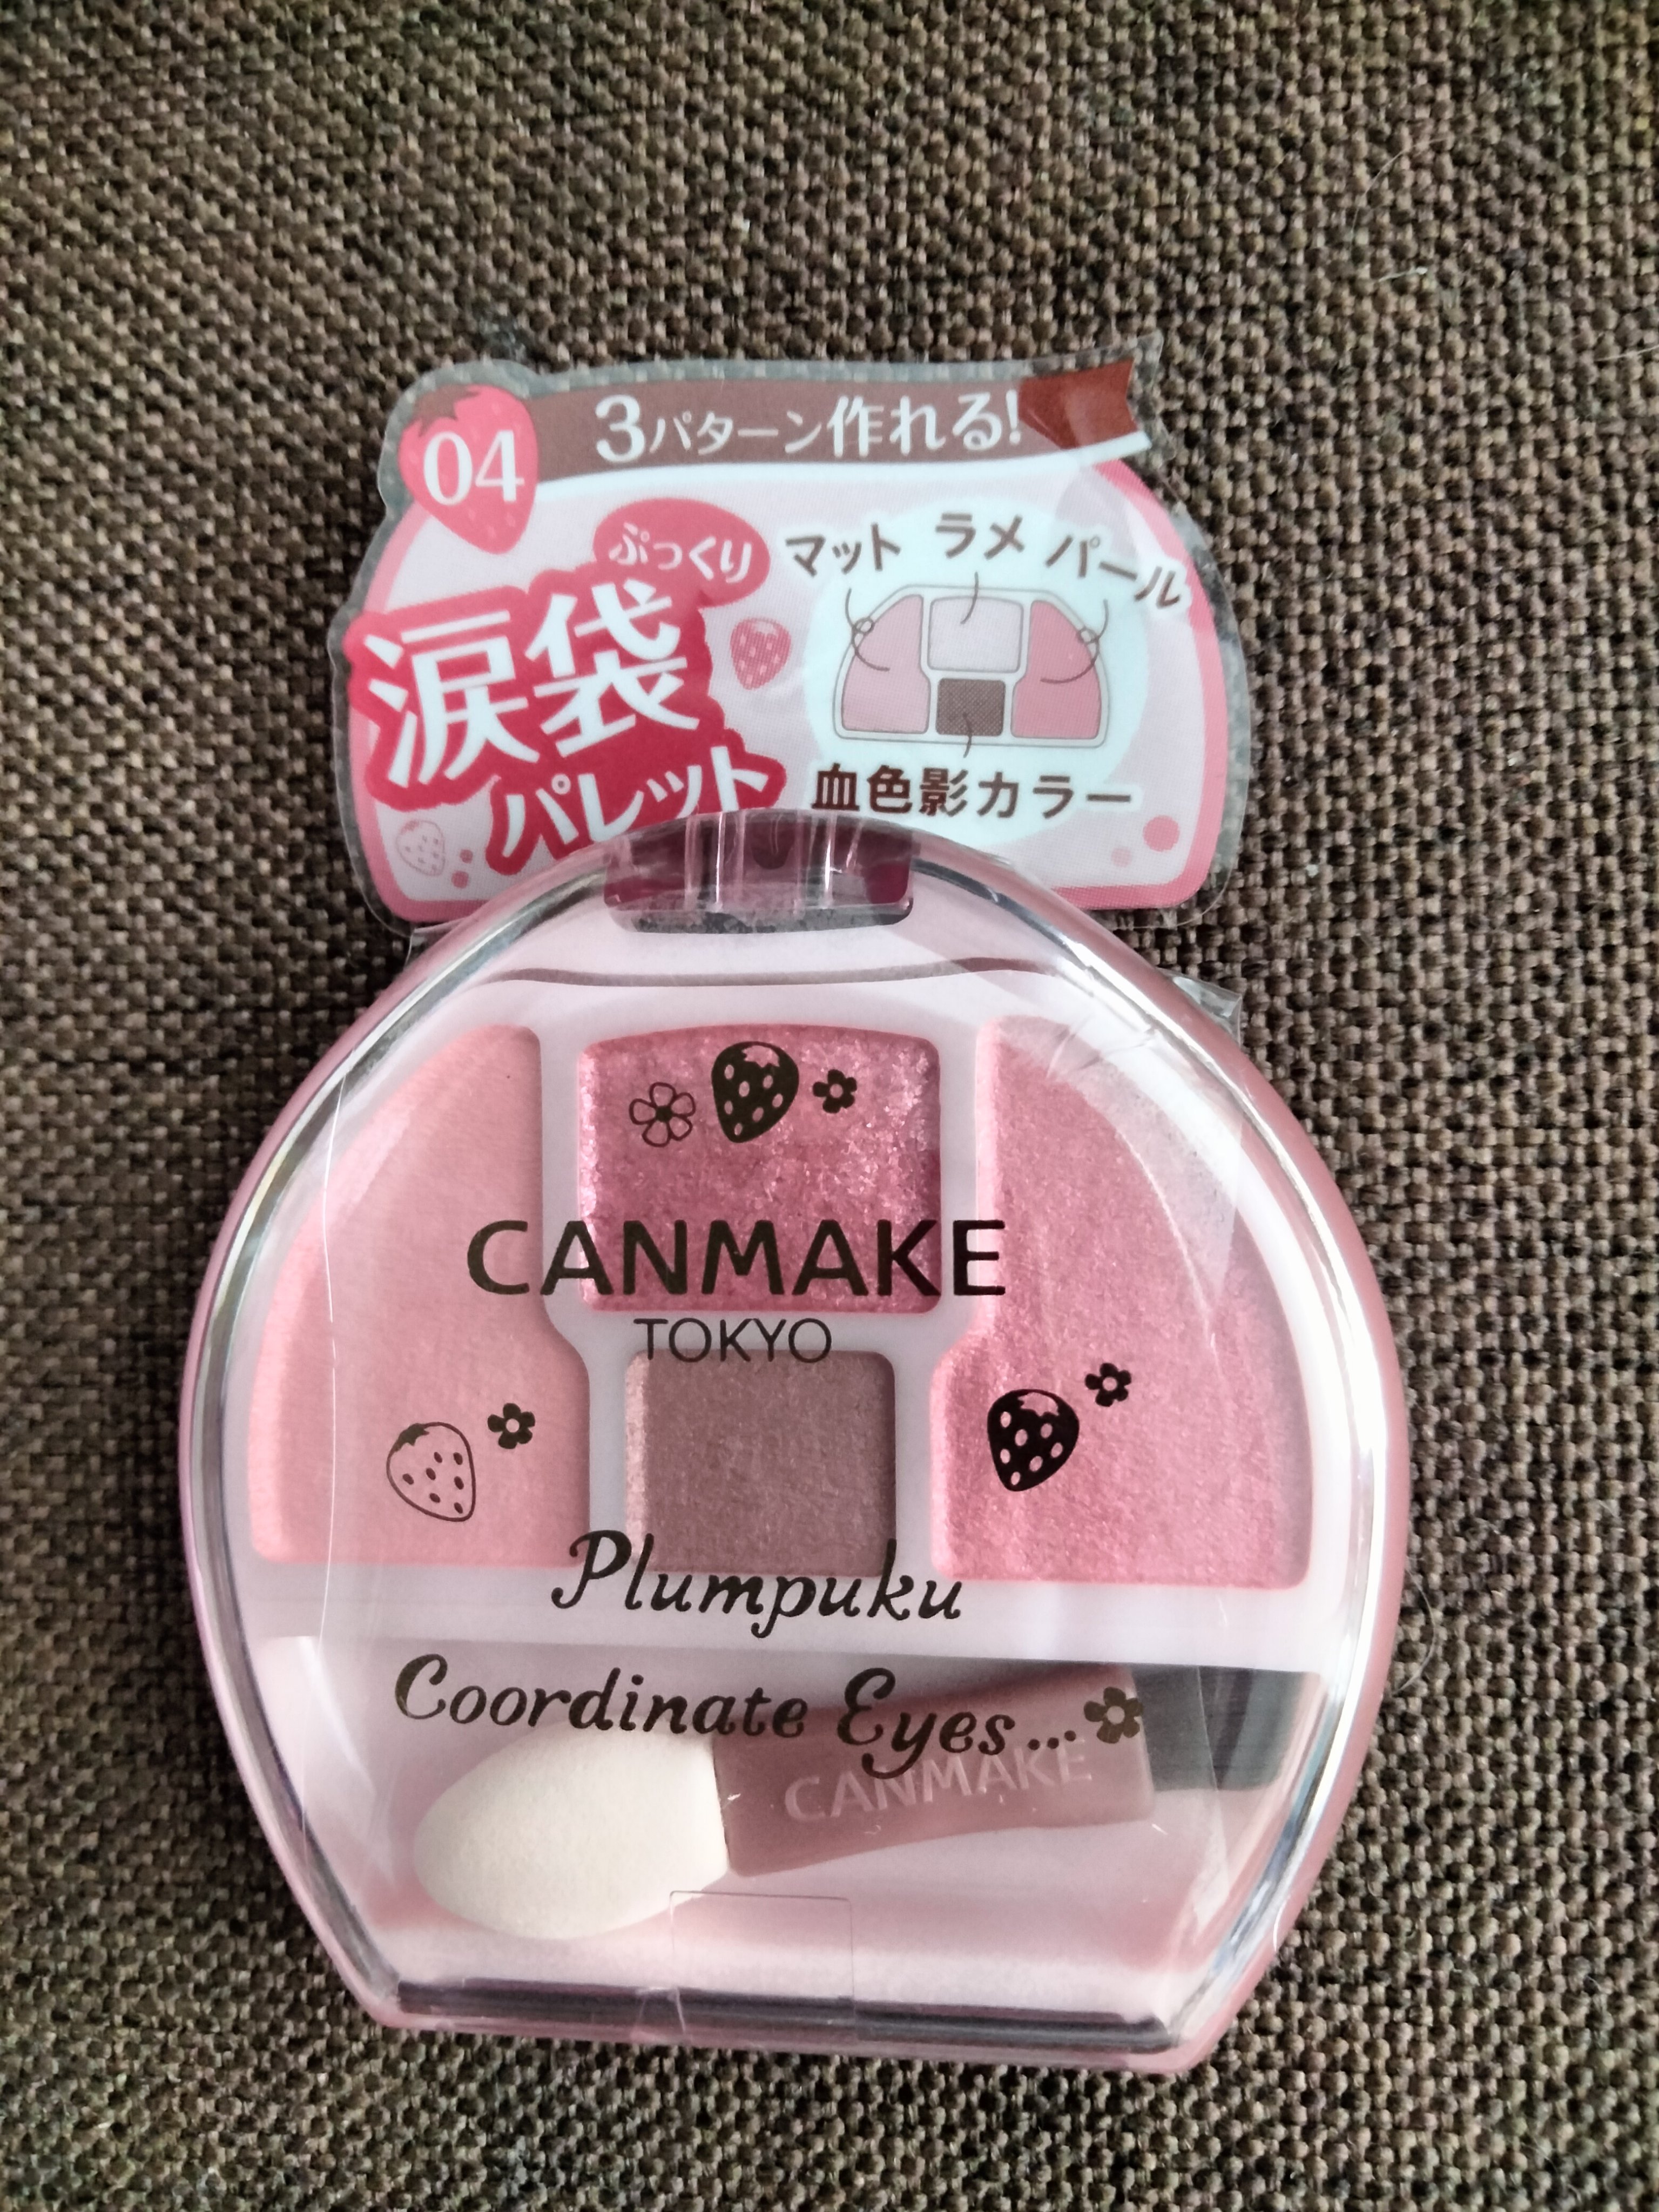 04
3パターン作れる!
ぷっくり
涙袋
パレット
マット ラメ パール
血色影カラー
CANMAKE
TOKYO
Plumpuku
Coordinate Eyes...
CANMAKE